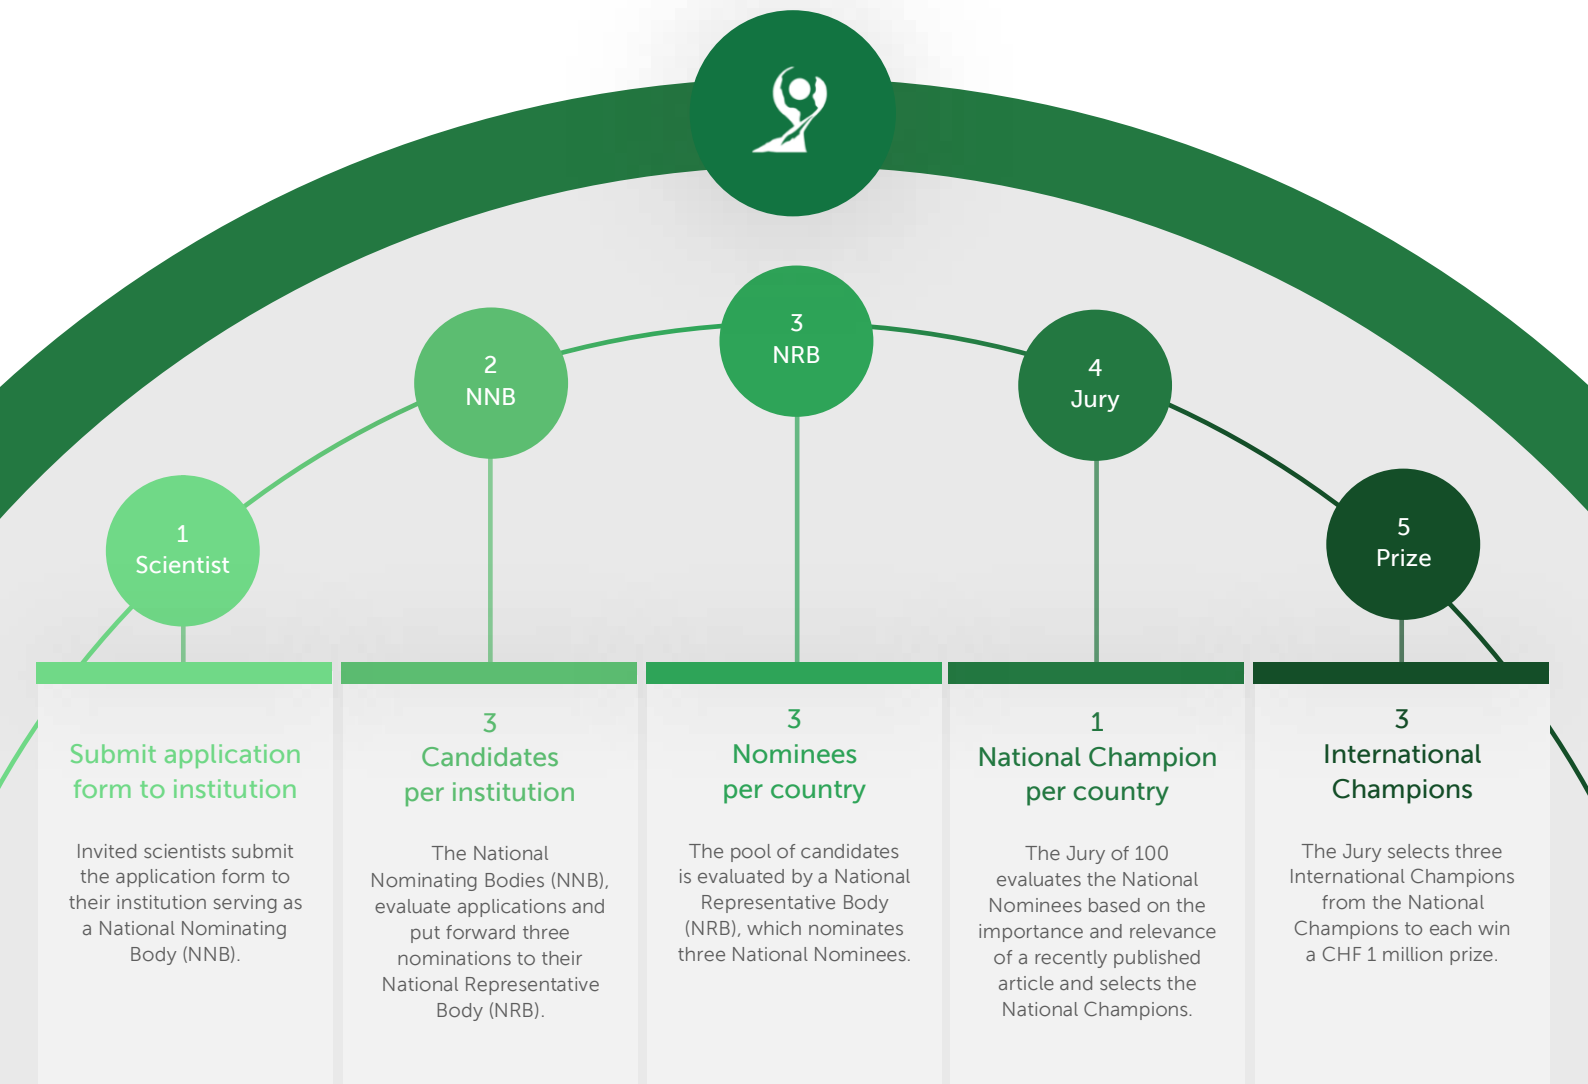 1
Scientist
2
NNB
3
NRB
4
Jury
5
Prize
Submit application
form to institution
Invited scientists submit
the application form to
their institution serving as
a National Nominating
Body (NNB).
3
Candidates
per institution
The National
Nominating Bodies (NNB),
evaluate applications and
put forward three
nominations to their
National Representative
Body (NRB).
3
Nominees
per country
The pool of candidates
is evaluated by a National
Representative Body
(NRB), which nominates
three National Nominees.
1
National Champion
per country
The Jury of 100
evaluates the National
Nominees based on the
importance and relevance
of a recently published
article and selects the
National Champions.
3
International
Champions
The Jury selects three
International Champions
from the National
Champions to each win
a CHF 1 million prize.